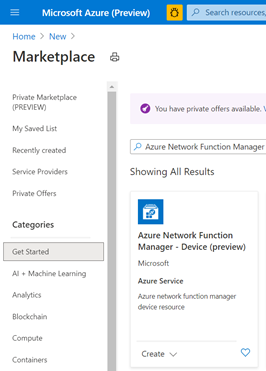 Microsoft Azure (Preview)
Search resources,
Home > New >
Marketplace
Private Marketplace
(PREVIEW)
My Saved List
Recently created
Service Providers
Private Offers
Categories
Get Started
AI + Machine Learning
Analytics
Blockchain
Compute
Containers
You have private offers available.
Azure Network Function Manager
Showing All Results
Azure Network Function
Manager - Device (preview)
Microsoft
Azure Service
Azure network function manager
device resource
Create